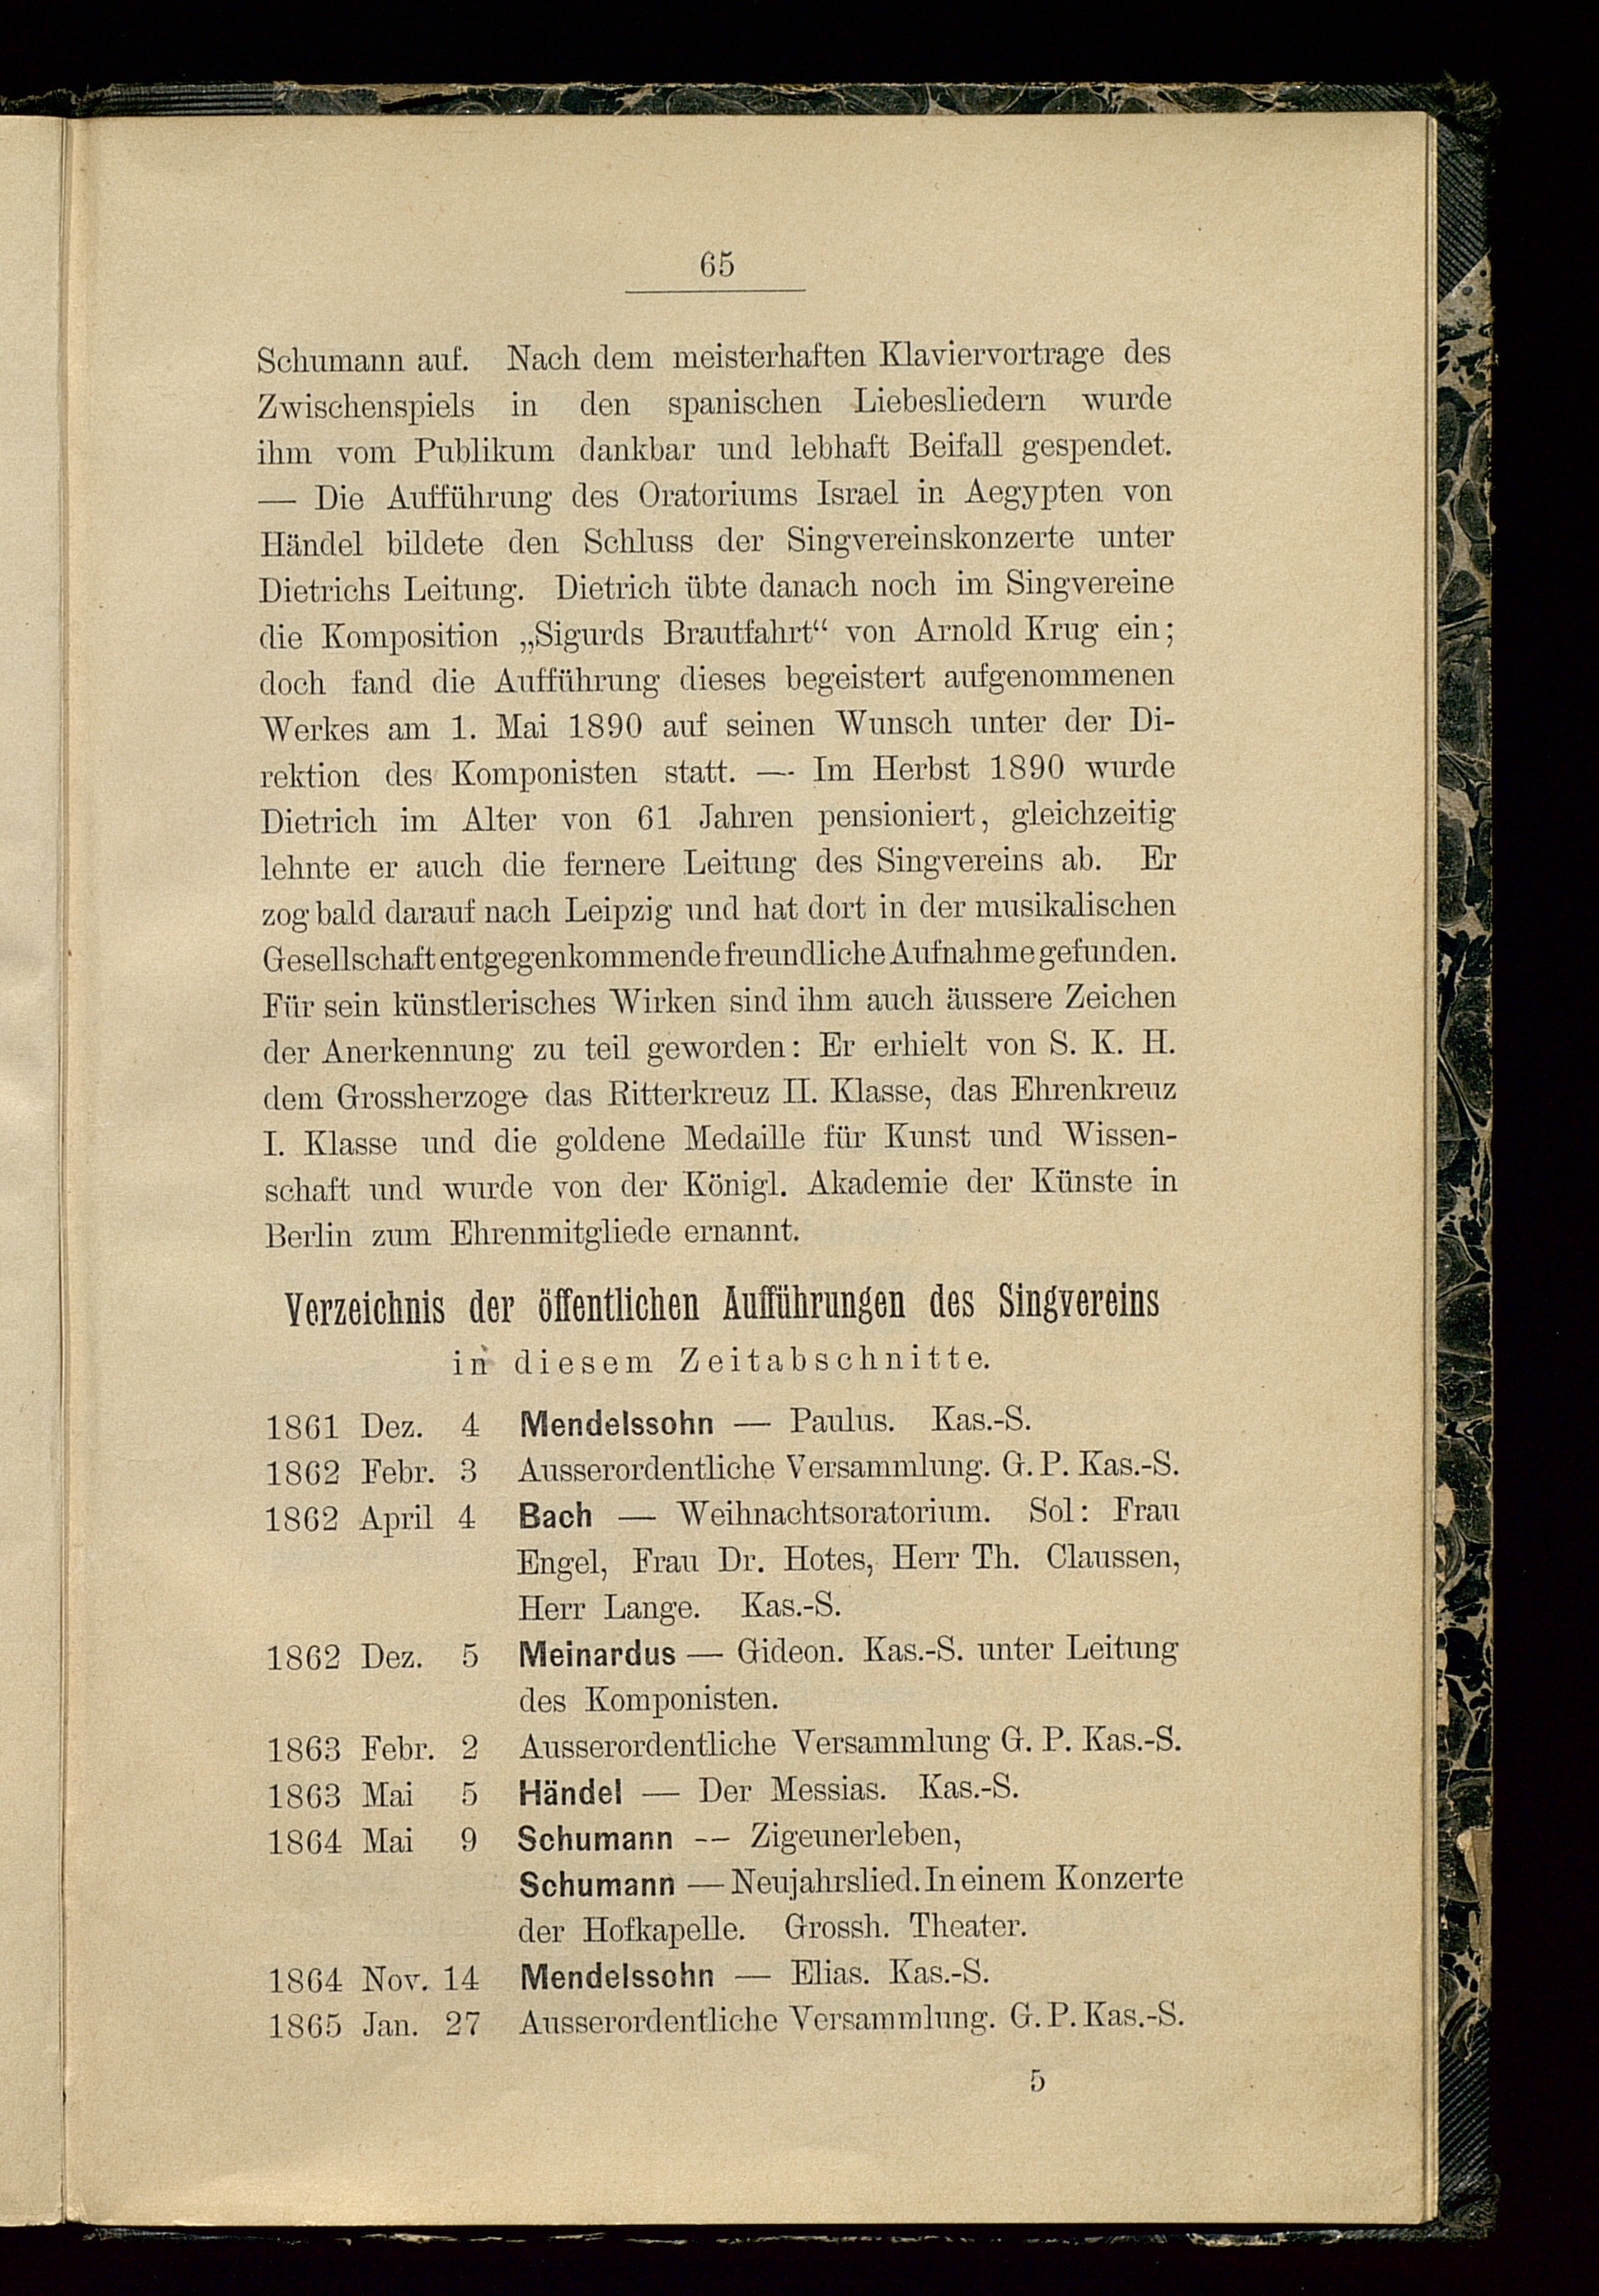 65
Schumann auf. Nach dem meisterhaften Klaviervortrage des
Zwischenspiels in den spanischen Liebesliedern wurde
ihm vom Publikum dankbar und lebhaft Beifall gespendet.
— Die Aufführung des Oratoriums Israel in Aegypten von
Händel bildete den Schluss der Singvereinskonzerte unter
Dietrichs Leitung. Dietrich übte danach noch im Singvereine
die Komposition „Sigurds Brautfahrt“ von Arnold Krug ein;
doch fand die Aufführung dieses begeistert aufgenommenen
Werkes am 1. Mai 1890 auf seinen Wunsch unter der Di-
rektion des Komponisten statt. — Im Herbst 1890 wurde
Dietrich im Alter von 61 Jahren pensioniert, gleichzeitig
lehnte er auch die fernere Leitung des Singvereins ab. Er
zog bald darauf nach Leipzig und hat dort in der musikalischen
Gesellschaft entgegenkommende freundliche Aufnahme gefunden.
Für sein künstlerisches Wirken sind ihm auch äussere Zeichen
der Anerkennung zu teil geworden: Er erhielt von S. K. H.
dem Grossherzoge das Ritterkreuz II. Klasse, das Ehrenkreuz
I. Klasse und die goldene Medaille für Kunst und Wissen-
schaft und wurde von der Königl. Akademie der Künste in
Berlin zum Ehrenmitgliede ernannt.
Verzeichnis der öffentlichen Aufführungen des Singvereins
in diesem Zeitabschnitte.
1861 Dez. 4 Mendelssohn — Paulus. Kas.-S.
1862 Febr. 3 Ausserordentliche Versammlung. G. P. Kas.-S.
1862 April 4 Bach — Weihnachtsoratorium. Sol: Frau
Engel, Frau Dr. Hotes, Herr Th. Claussen,
Herr Lange. Kas.-S.
1862 Dez. 5 Meinardus — Gideon. Kas.-S. unter Leitung
des Komponisten.
1863 Febr. 2 Ausserordentliche Versammlung G. P. Kas.-S.
1863 Mai 5 Händel — Der Messias. Kas.-S.
1864 Mai 9 Schumann -- Zigeunerleben,
Schumann — Neujahrslied. In einem Konzerte
der Hofkapelle. Grossh. Theater.
1864 Nov. 14 Mendelssohn — Elias. Kas.-S.
1865 Jan. 27 Ausserordentliche Versammlung. G. P. Kas.-S.
5